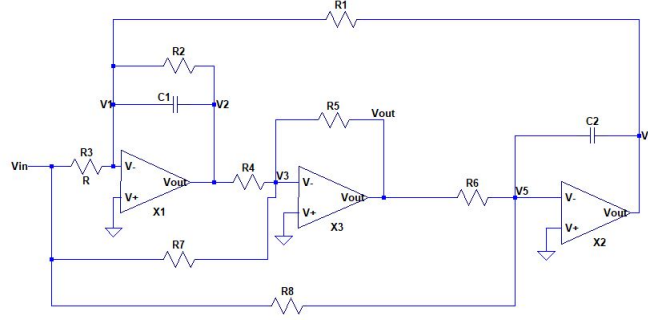 R1
R2
C1
V1
V2
R5
Vout
C2
V
Vin
R3
R
V-
Vout
V+
X1
R4
V3
V-
Vout
V+
X3
R6
V5
V-
Vout
V+
X2
R7
R8